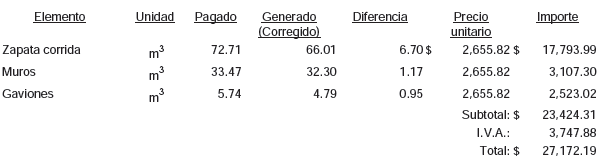 Elemento Unidad Pagado Generado (Corregido) Diferencia Precio unitario Importe
Zapata corrida m³ 72.71 66.01 6.70 $ 2,655.82 $ 17,793.99
Muros m³ 33.47 32.30 1.17 2,655.82 3,107.30
Gaviones m³ 5.74 4.79 0.95 2,655.82 2,523.02
Subtotal: $ 23,424.31
I.V.A.: 3,747.88
Total: $ 27,172.19